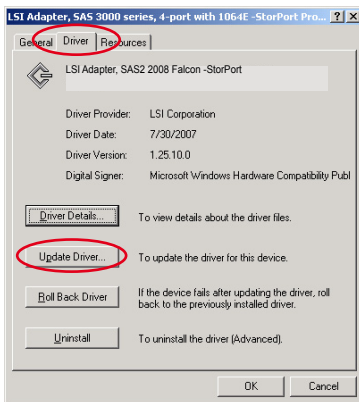 LSI Adapter, SAS 3000 series, 4-port with 1064E -StorPort Pro...
General Driver Resources
LSI Adapter, SAS2 2008 Falcon -StorPort
Driver Provider: LSI Corporation
Driver Date: 7/30/2007
Driver Version: 1.25.10.0
Digital Signer: Microsoft Windows Hardware Compatibility Publ
Driver Details... To view details about the driver files.
Update Driver... To update the driver for this device.
Roll Back Driver If the device fails after updating the driver, roll
back to the previously installed driver.
Uninstall To uninstall the driver (Advanced).
OK Cancel